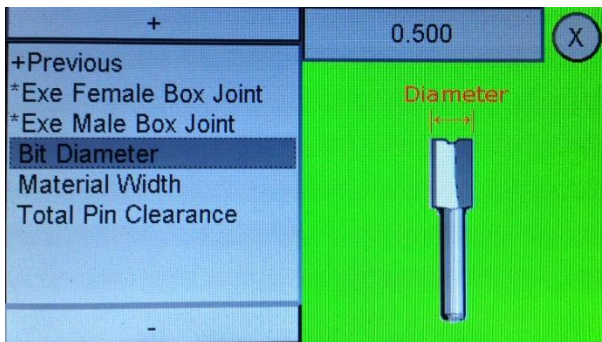 +
0.500
X
+Previous
*Exe Female Box Joint
*Exe Male Box Joint
Bit Diameter
Material Width
Total Pin Clearance
-
Diameter